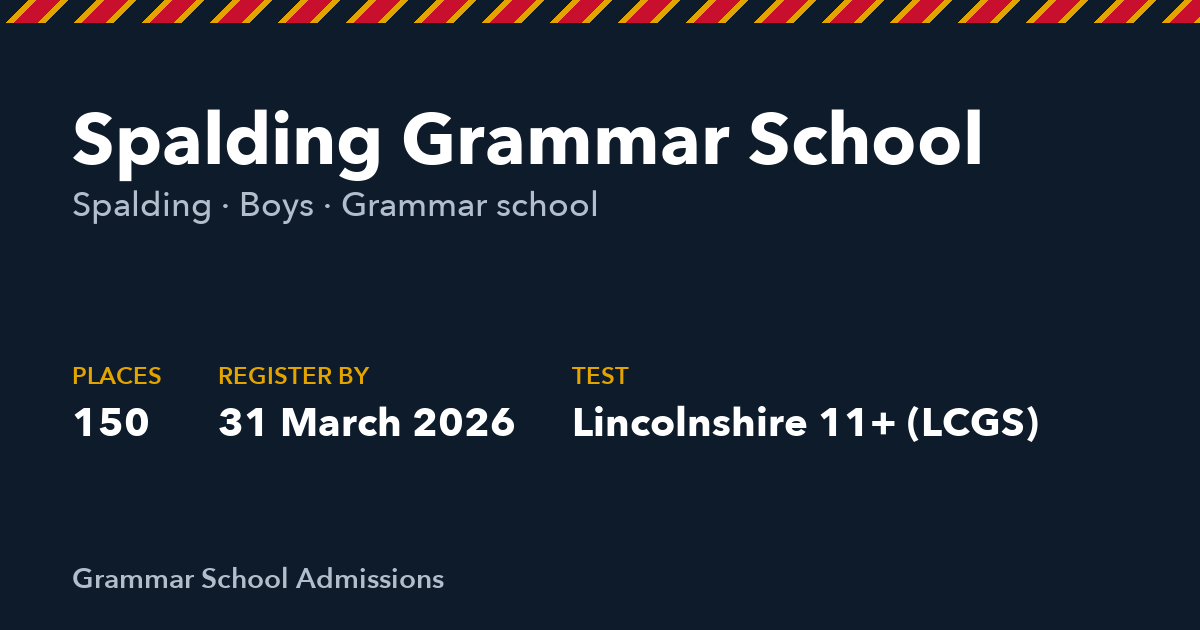 Spalding Grammar School
Spalding · Boys · Grammar school
PLACES
150
REGISTER BY
31 March 2026
TEST
Lincolnshire 11+ (LCGS)
Grammar School Admissions